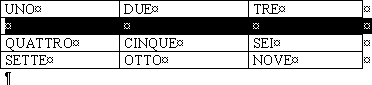 UNO¤ DUE¤ TRE¤ ¤
¤ ¤ ¤ ¤
QUATTRO¤ CINQUE¤ SEI¤ ¤
SETTE¤ OTTO¤ NOVE¤ ¤
¶